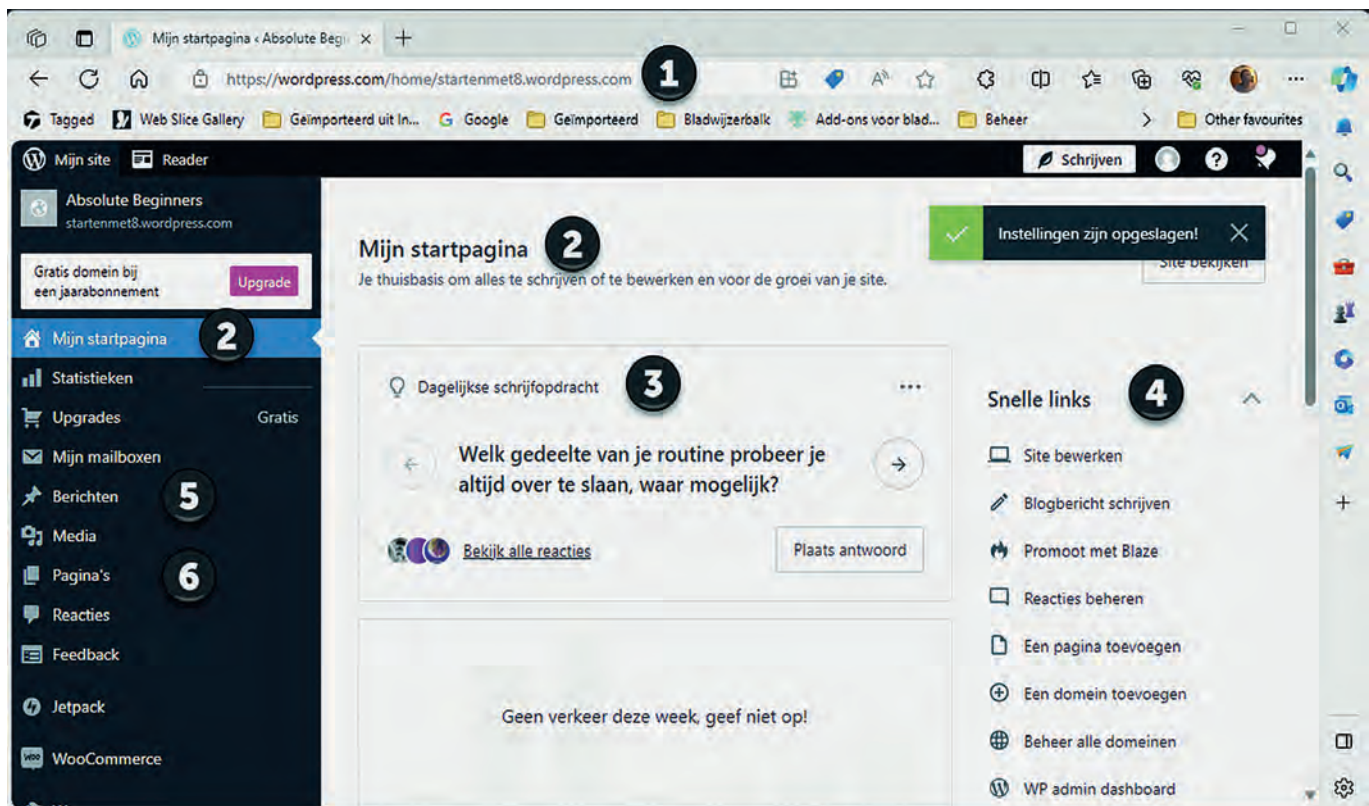 Mijn startpagina ‹ Absolute Begi
https://wordpress.com/home/startenmet8.wordpress.com
1
Tagged Web Slice Gallery Geïmporteerd uit In... Google Geïmporteerd Bladwijzerbalk Add-ons voor blad... Beheer Other favourites
Mijn site Reader Schrijven
Absolute Beginners
startenmet8.wordpress.com
Gratis domein bij
een jaarabonnement
Upgrade
Mijn startpagina 2
Statistieken
Upgrades Gratis
Mijn mailboxen
Berichten 5
Media
Pagina's 6
Reacties
Feedback
Jetpack
WooCommerce
Mijn startpagina 2
Je thuisbasis om alles te schrijven of te bewerken en voor de groei van je site.
Instellingen zijn opgeslagen!
Site bekijken
Dagelijkse schrijfopdracht 3
Welk gedeelte van je routine probeer je
altijd over te slaan, waar mogelijk?
Bekijk alle reacties
Plaats antwoord
Geen verkeer deze week, geef niet op!
Snelle links 4
Site bewerken
Blogbericht schrijven
Promoot met Blaze
Reacties beheren
Een pagina toevoegen
Een domein toevoegen
Beheer alle domeinen
WP admin dashboard